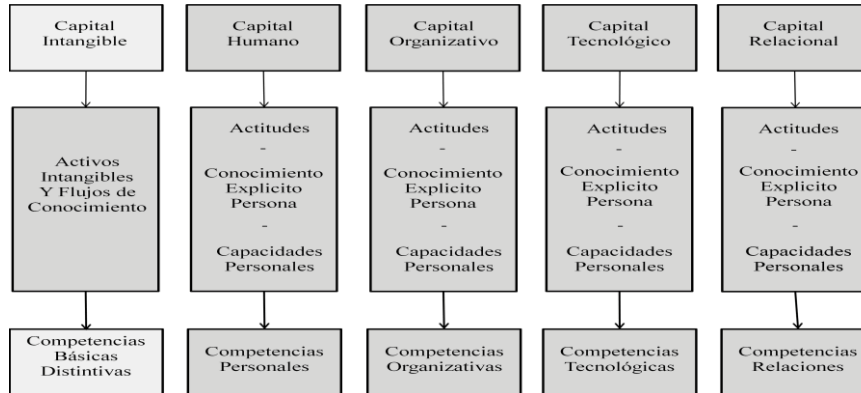 Capital
Intangible
Capital
Humano
Capital
Organizativo
Capital
Tecnológico
Capital
Relacional
Activos
Intangibles
Y Flujos de
Conocimiento
Actitudes
-
Conocimiento
Explicito
Persona
-
Capacidades
Personales
Actitudes
-
Conocimiento
Explicito
Persona
-
Capacidades
Personales
Actitudes
-
Conocimiento
Explicito
Persona
-
Capacidades
Personales
Actitudes
-
Conocimiento
Explicito
Persona
-
Capacidades
Personales
Competencias
Básicas
Distintivas
Competencias
Personales
Competencias
Organizativas
Competencias
Tecnológicas
Competencias
Relaciones